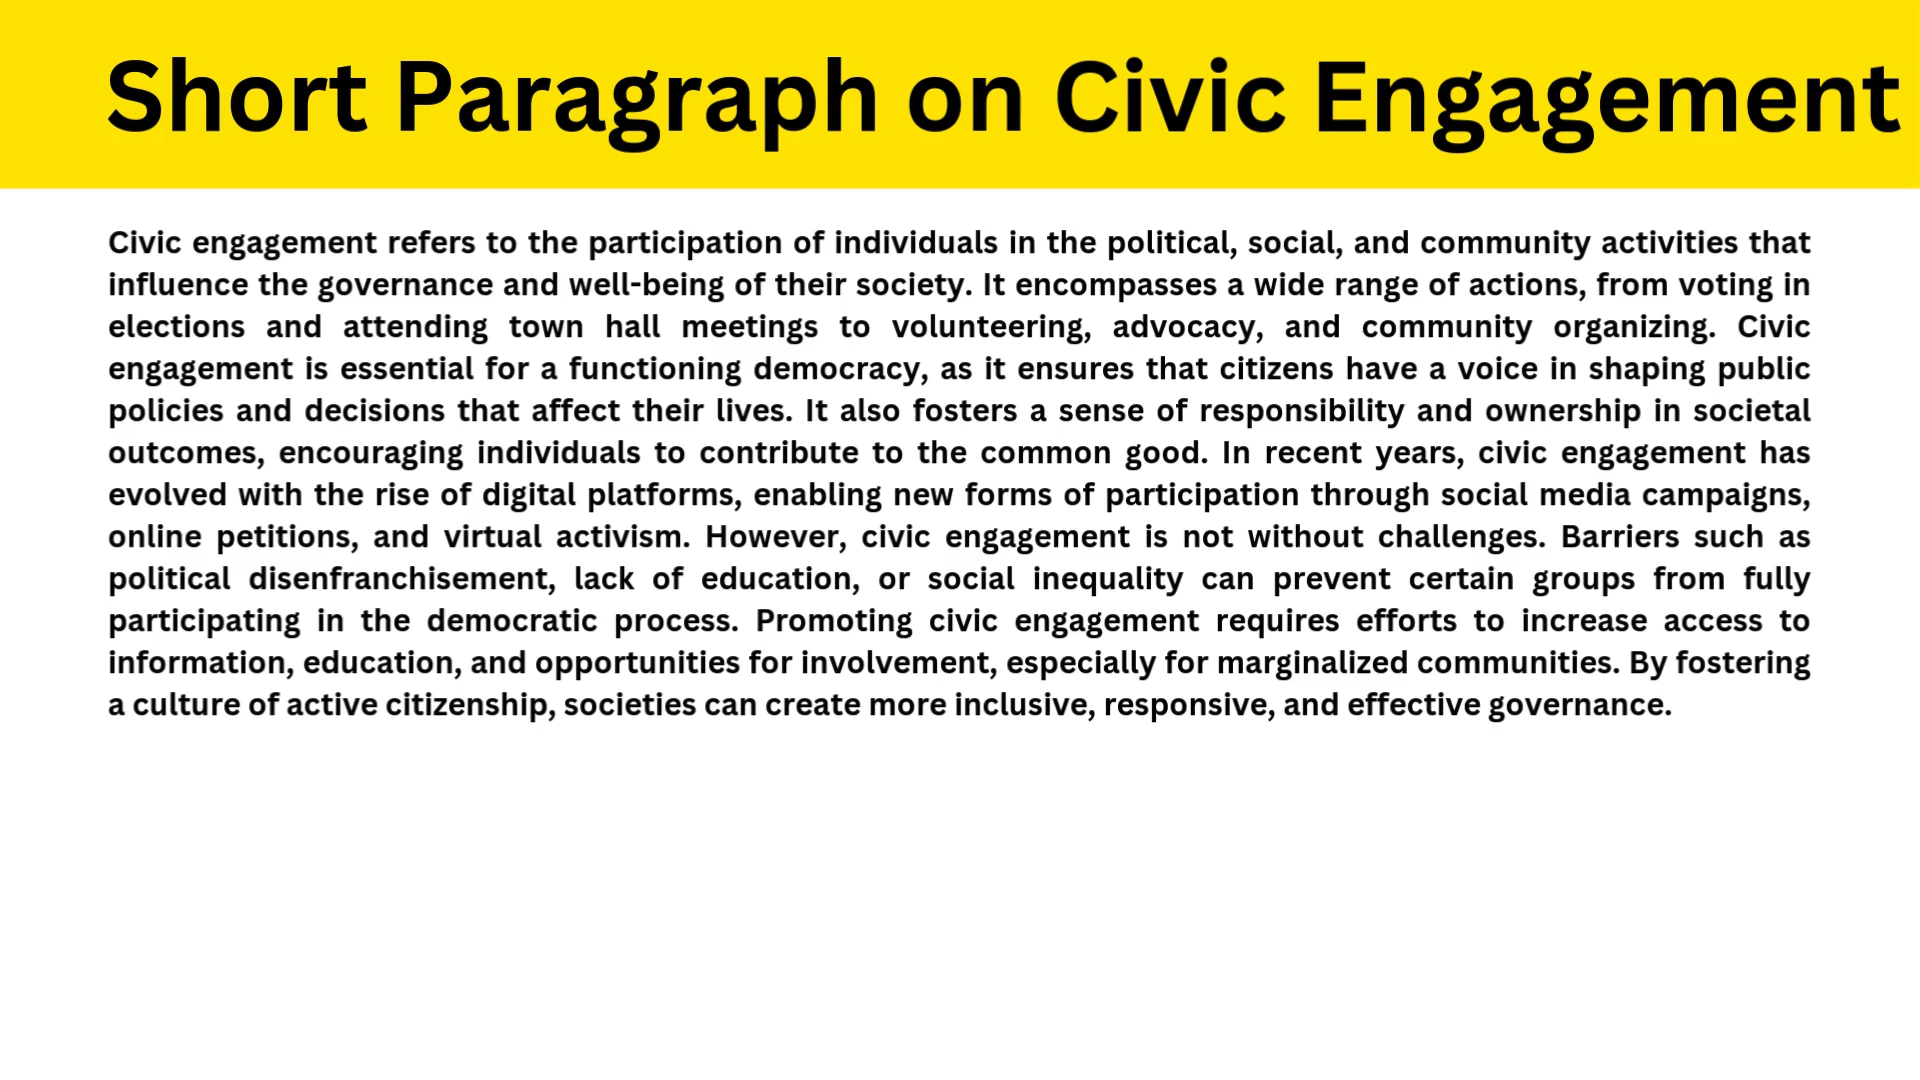 Short Paragraph on Civic Engagement
Civic engagement refers to the participation of individuals in the political, social, and community activities that
influence the governance and well-being of their society. It encompasses a wide range of actions, from voting in
elections and attending town hall meetings to volunteering, advocacy, and community organizing. Civic
engagement is essential for a functioning democracy, as it ensures that citizens have a voice in shaping public
policies and decisions that affect their lives. It also fosters a sense of responsibility and ownership in societal
outcomes, encouraging individuals to contribute to the common good. In recent years, civic engagement has
evolved with the rise of digital platforms, enabling new forms of participation through social media campaigns,
online petitions, and virtual activism. However, civic engagement is not without challenges. Barriers such as
political disenfranchisement, lack of education, or social inequality can prevent certain groups from fully
participating in the democratic process. Promoting civic engagement requires efforts to increase access to
information, education, and opportunities for involvement, especially for marginalized communities. By fostering
a culture of active citizenship, societies can create more inclusive, responsive, and effective governance.